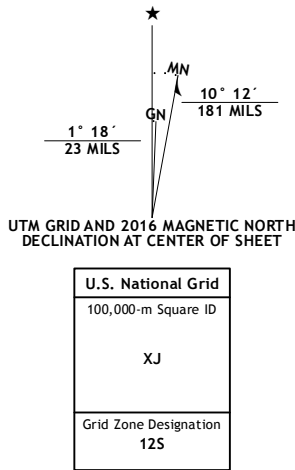 MN
GN
10° 12´
181 MILS
1° 18´
23 MILS
UTM GRID AND 2016 MAGNETIC NORTH
DECLINATION AT CENTER OF SHEET
U.S. National Grid
100,000-m Square ID
XJ
Grid Zone Designation
12S